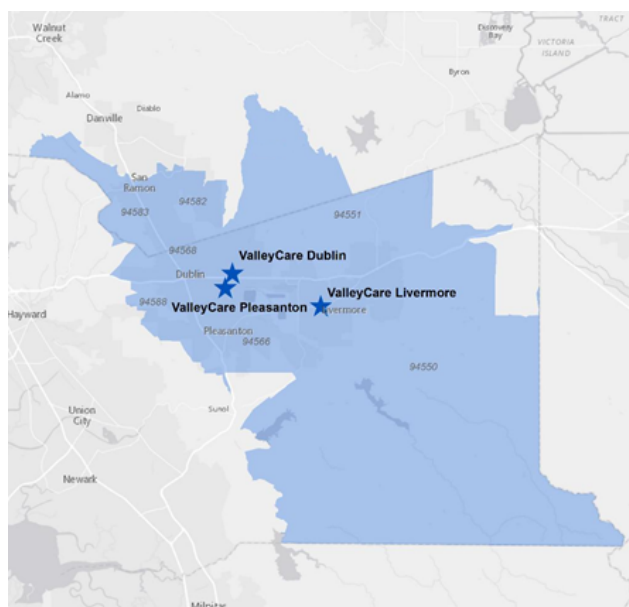 Walnut
Creek
Discovery
Bay
TRACT
VICTORIA
ISLAND
Byron
Alamo
Diablo
Danville
San
Ramon
94583
94582
94551
94568
ValleyCare Dublin
Dublin
ValleyCare Livermore
94588
ValleyCare Pleasanton
ivermore
Hayward
Pleasanton
94566
94550
Sunol
Union
City
Newark
Milpitas